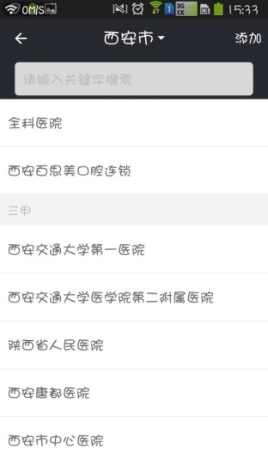 0M/S 15:33
西安市 添加
请输入关键字搜索
全科医院
西安百思美口腔连锁
三甲
西安交通大学第一医院
西安交通大学医学院第二附属医院
陕西省人民医院
西安唐都医院
西安市中心医院